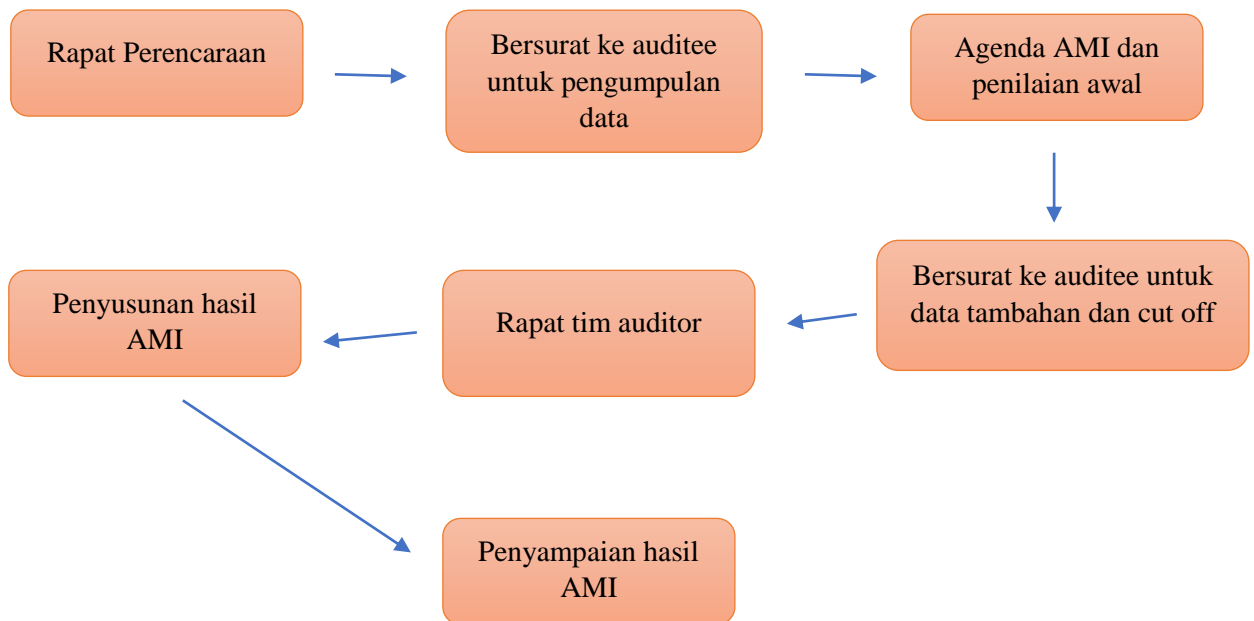 Rapat Perencaraan
Bersurat ke auditee
untuk pengumpulan
data
Agenda AMI dan
penilaian awal
Bersurat ke auditee untuk
data tambahan dan cut off
Rapat tim auditor
Penyusunan hasil
AMI
Penyampaian hasil
AMI